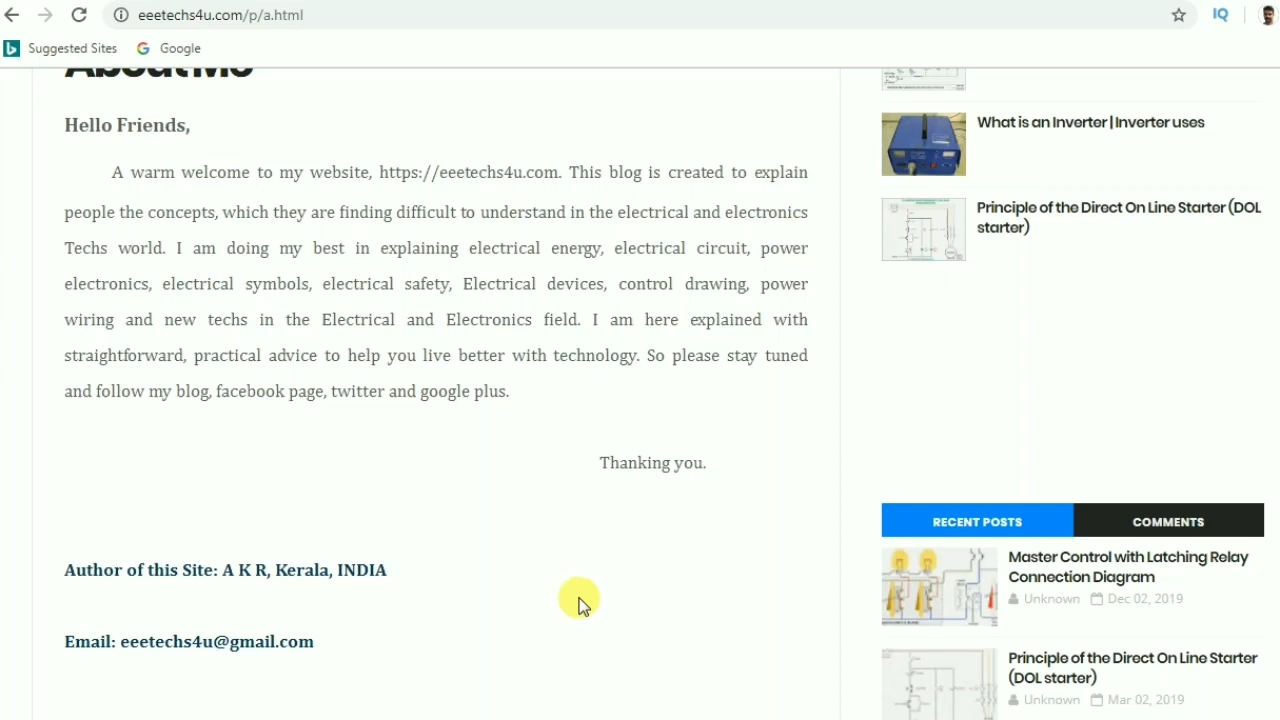 eeetechs4u.com/p/a.html
IQ
Suggested Sites
Google
About Me
Hello Friends,
A warm welcome to my website, https://eeetechs4u.com. This blog is created to explain
people the concepts, which they are finding difficult to understand in the electrical and electronics
Techs world. I am doing my best in explaining electrical energy, electrical circuit, power
electronics, electrical symbols, electrical safety, Electrical devices, control drawing, power
wiring and new techs in the Electrical and Electronics field. I am here explained with
straightforward, practical advice to help you live better with technology. So please stay tuned
and follow my blog, facebook page, twitter and google plus.
Thanking you.
Author of this Site: A K R, Kerala, INDIA
Email: eeetechs4u@gmail.com
What is an Inverter | Inverter uses
Principle of the Direct On Line Starter (DOL
starter)
RECENT POSTS
COMMENTS
Master Control with Latching Relay
Connection Diagram
Unknown Dec 02, 2019
Principle of the Direct On Line Starter
(DOL starter)
Unknown Mar 02, 2019